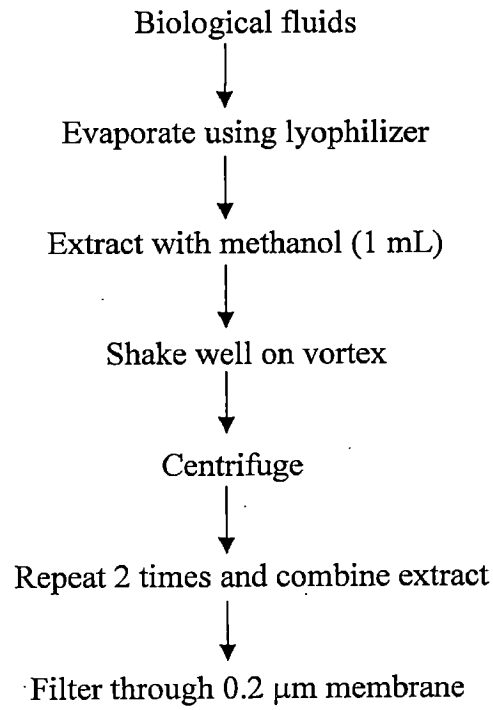 Biological fluids
Evaporate using lyophilizer
Extract with methanol (1 mL)
Shake well on vortex
Centrifuge
Repeat 2 times and combine extract
Filter through 0.2 μm membrane